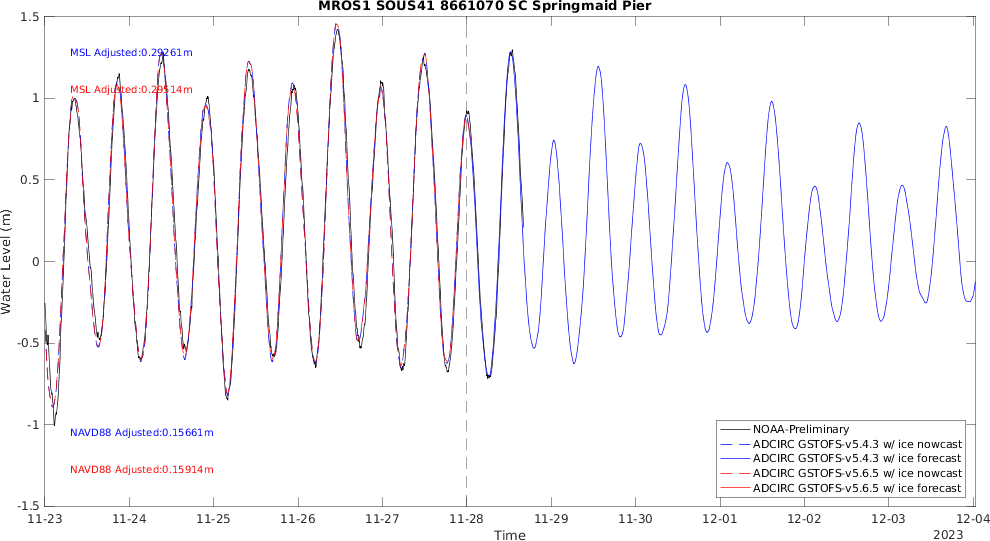 MROS1 SOUS41 8661070 SC Springmaid Pier
1.5
1
0.5
0
-0.5
-1
-1.5
Water Level (m)
MSL Adjusted:0.29261m
MSL Adjusted:0.29514m
NAVD88 Adjusted:0.15661m
NAVD88 Adjusted:0.15914m
NOAA-Preliminary
ADCIRC GSTOFS-v5.4.3 w/ ice nowcast
ADCIRC GSTOFS-v5.4.3 w/ ice forecast
ADCIRC GSTOFS-v5.6.5 w/ ice nowcast
ADCIRC GSTOFS-v5.6.5 w/ ice forecast
11-23 11-24 11-25 11-26 11-27 11-28 11-29 11-30 12-01 12-02 12-03 12-04
Time
2023